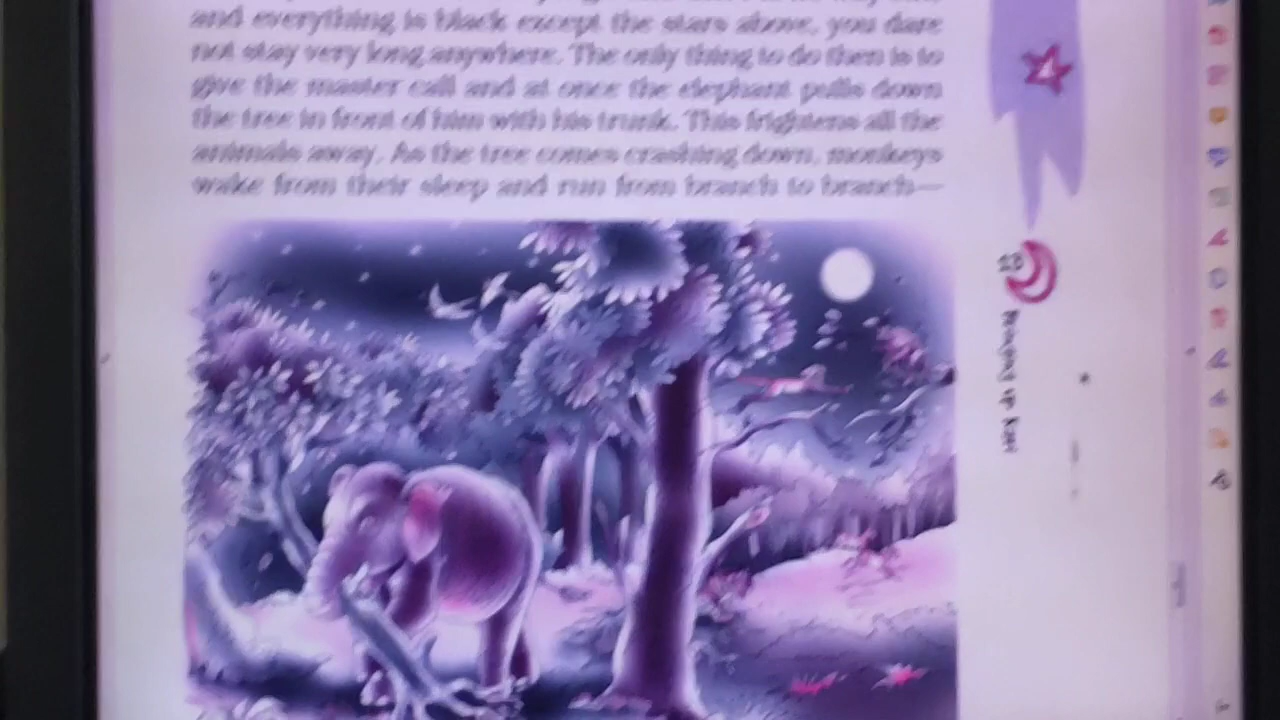 and everything is black except the stars above, you dare
not stay very long anywhere. The only thing to do then is to
give the master call and at once the elephant pulls down
the tree in front of him with his trunk. This frightens all the
animals away. As the tree comes crashing down, monkeys
wake from their sleep and run from branch to branch—
Bringing up Kari